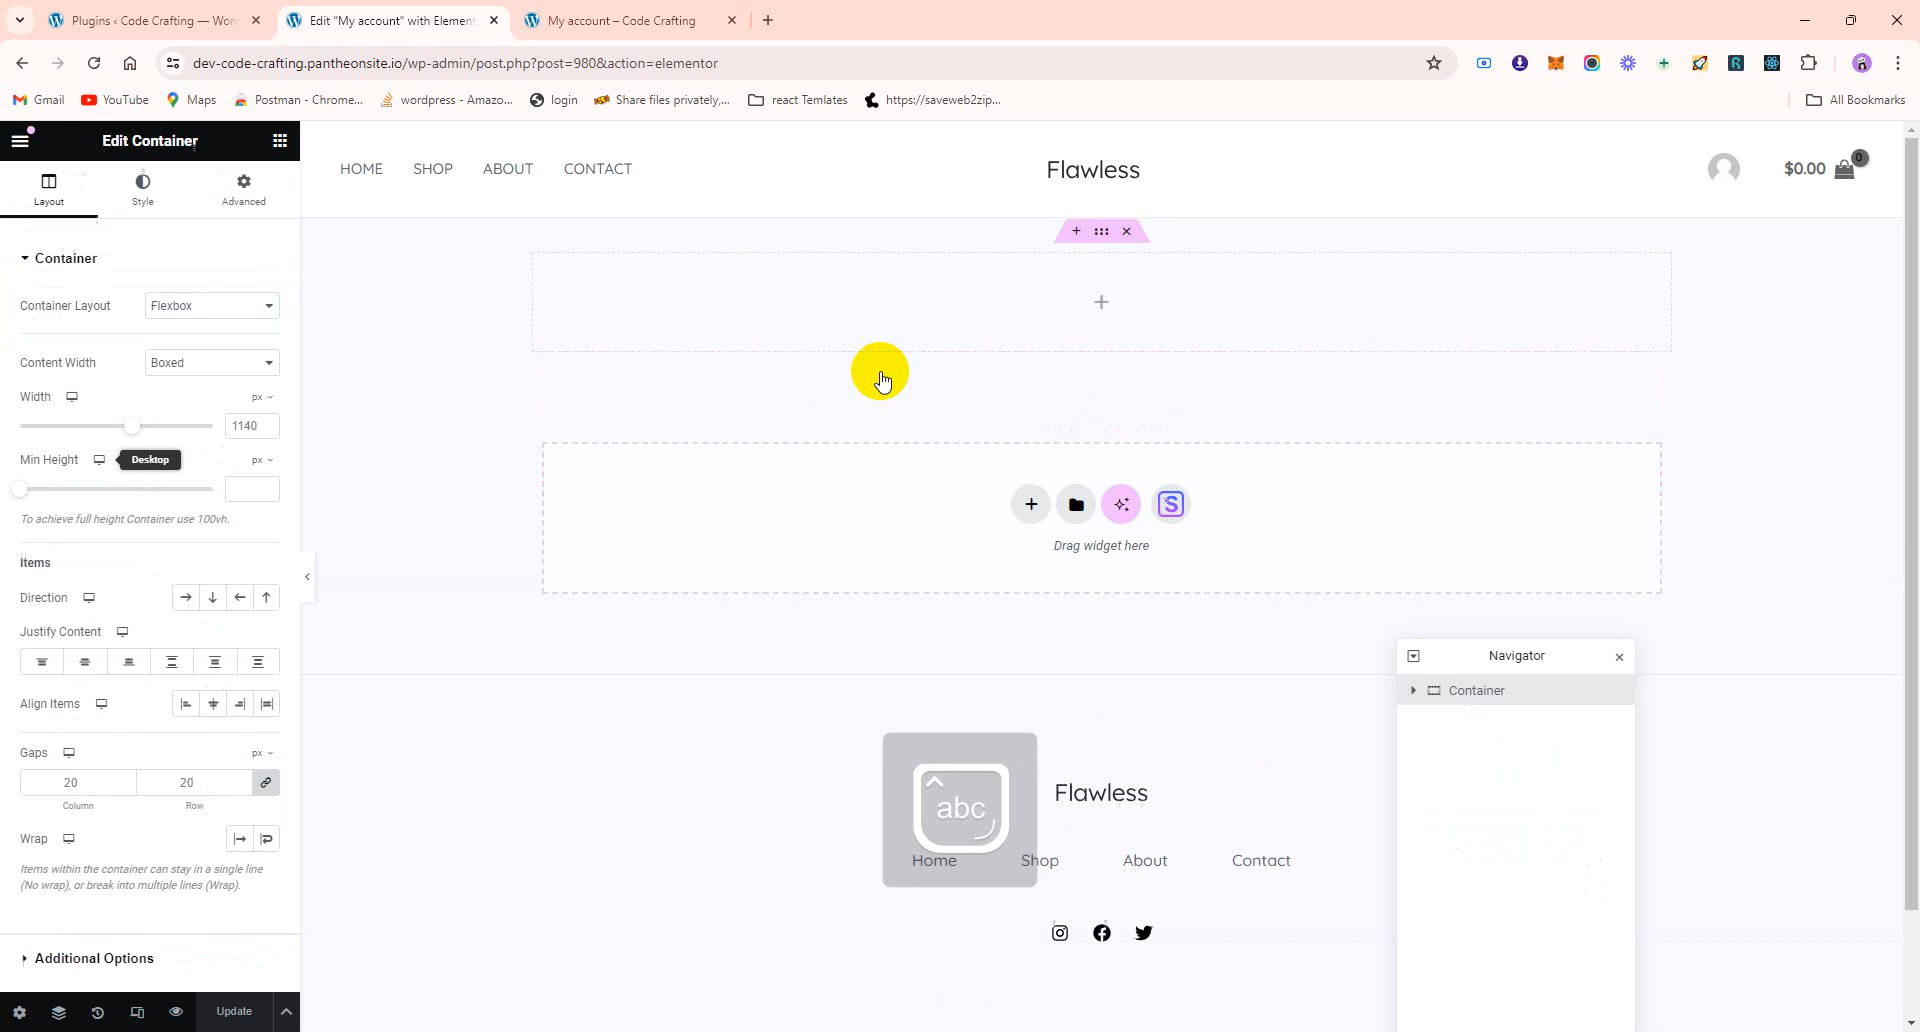 Plugins ‹ Code Crafting — Wor
Edit "My account" with Element
My account – Code Crafting
dev-code-crafting.pantheonsite.io/wp-admin/post.php?post=980&action=elementor
Gmail
YouTube
Maps
Postman - Chrome...
wordpress - Amazo...
login
Share files privately,...
react Temlates
https://saveweb2zip...
All Bookmarks
Edit Container
Layout
Style
Advanced
Container
Container Layout
Flexbox
Content Width
Boxed
Width
px
1140
Min Height
Desktop
px
To achieve full height Container use 100vh.
Items
Direction
Justify Content
Align Items
Gaps
px
20
20
Column
Row
Wrap
Items within the container can stay in a single line
(No wrap), or break into multiple lines (Wrap).
Additional Options
Update
HOME
SHOP
ABOUT
CONTACT
Flawless
$0.00
0
S
Drag widget here
Navigator
Container
abc
Flawless
Home
Shop
About
Contact